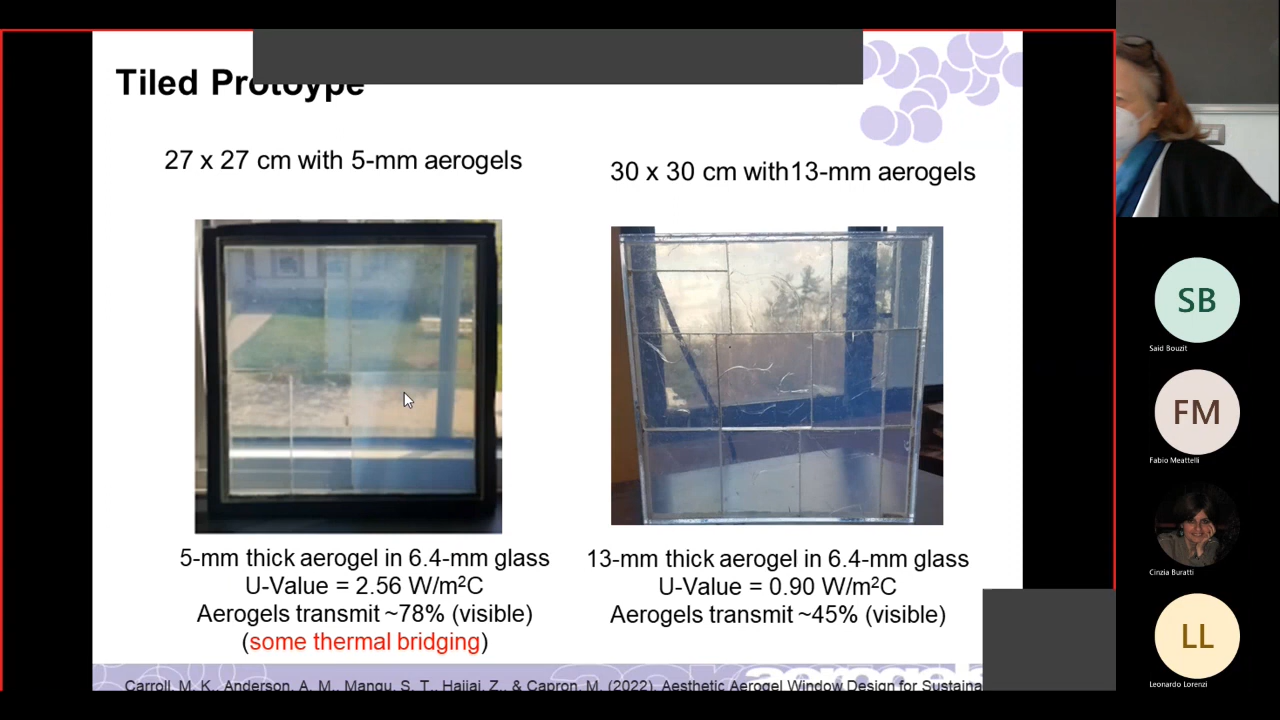 Tiled Protoype
27 x 27 cm with 5-mm aerogels
30 x 30 cm with13-mm aerogels
5-mm thick aerogel in 6.4-mm glass
U-Value = 2.56 W/m²C
Aerogels transmit ~78% (visible)
(some thermal bridging)
13-mm thick aerogel in 6.4-mm glass
U-Value = 0.90 W/m²C
Aerogels transmit ~45% (visible)
Carroll, M. K., Anderson, A. M., Mangu, S. T., Hajjaj, Z., & Capron, M. (2022). Aesthetic Aerogel Window Design for Sustaina
SB
Said Bouzit
FM
Fabio Meattelli
Cinzia Buratti
LL
Leonardo Lorenzi